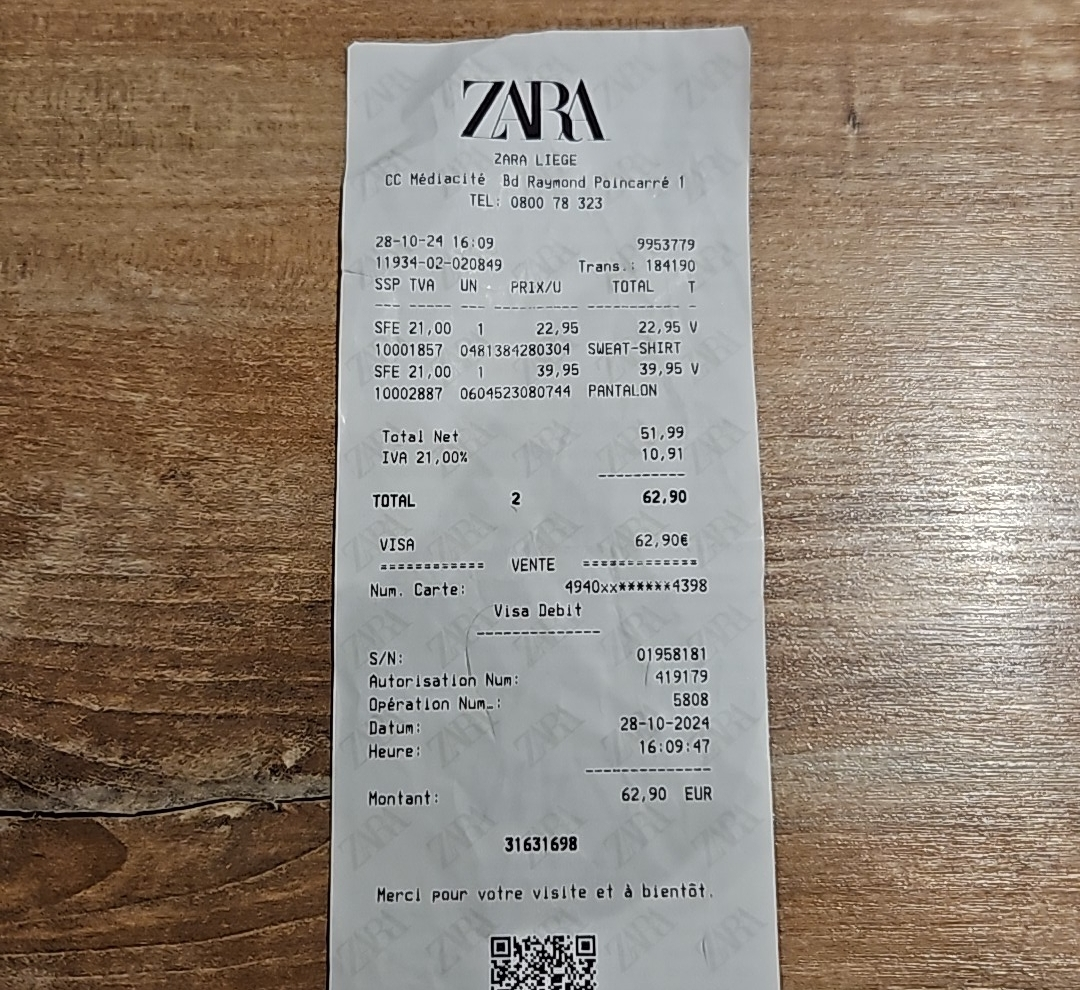 ZARA
ZARA LIEGE
CC Médiacité Bd Raymond Poincarré 1
TEL: 0800 78 323
28-10-24 16:09 9953779
11934-02-020849 Trans.: 184190
SSP TVA UN PRIX/U TOTAL T
--- --- --- -------- ---------- -
SFE 21,00 1 22,95 22,95 V
10001857 0481384280304 SWEAT-SHIRT
SFE 21,00 1 39,95 39,95 V
10002887 0604523080744 PANTALON
Total Net 51,99
IVA 21,00% 10,91
----------
TOTAL 2 62,90
VISA 62,90€
============ VENTE =============
Num. Carte: 4940xx******4398
Visa Debit
--------------
S/N: 01958181
Autorisation Num: 419179
Opération Num.: 5808
Datum: 28-10-2024
Heure: 16:09:47
--------------
Montant: 62,90 EUR
31631698
Merci pour votre visite et à bientôt.